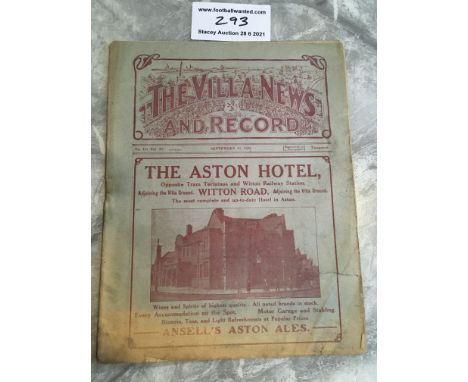 www.footballwanted.com
293
Stacey Auction 28 6 2021
THE VILLA NEWS
AND RECORD
SEPTEMBER
THE ASTON HOTEL,
Opposite Tram Terminus and Witton Railway Station.
Adjoining the Villa Ground. WITTON ROAD, Adjoining the Villa Ground.
The most complete and up-to-date Hotel in Aston.
Wines and Spirits of highest quality. All noted brands in stock.
Every Accommodation on the Spot. Motor Garage and Stabling.
Dinners, Teas, and Light Refreshments at Popular Prices
ANSELL'S ASTON ALES.